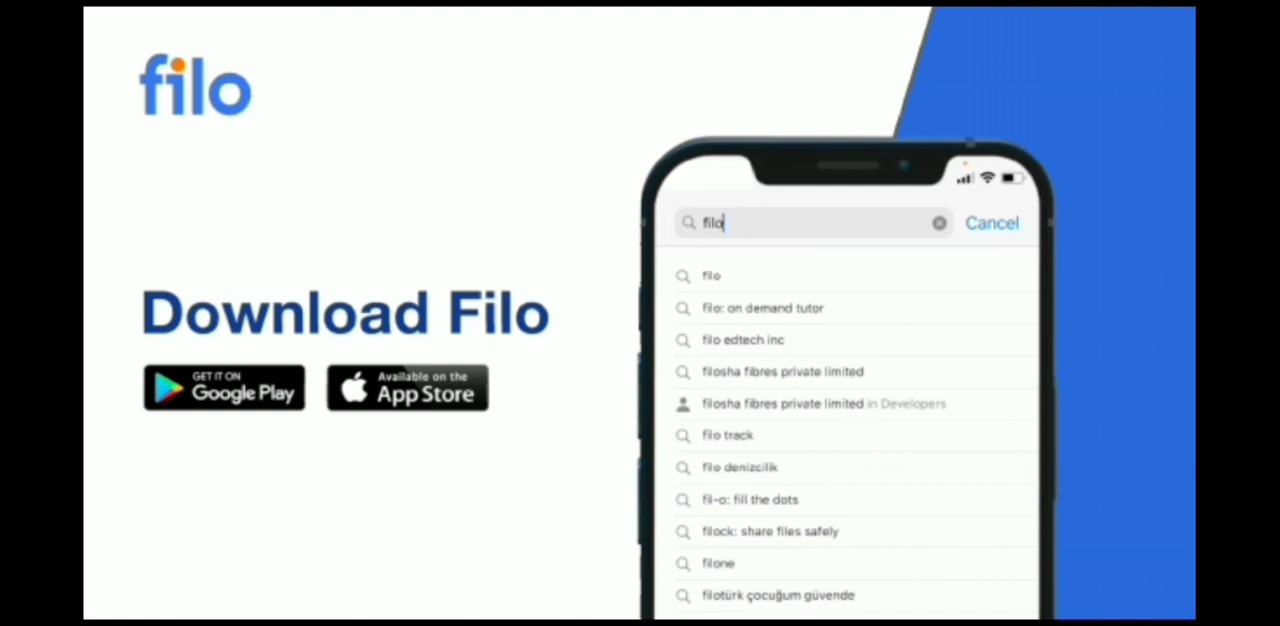 filo
Download Filo
GET IT ON
Google Play
Available on the
App Store
filo
Cancel
filo
filo: on demand tutor
filo edtech inc
filosha fibres private limited
filosha fibres private limited in Developers
filo track
filo denizcilik
fil-o: fill the dots
filock: share files safely
filone
filotürk çocuğum güvende